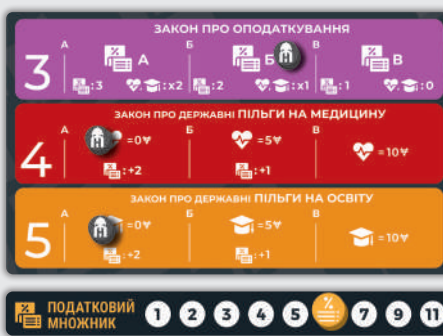 ЗАКОН ПРО ОПОДАТКУВАННЯ
А Б В
3 А Б В
:3 :x2 :2 :x1 :1 :0
ЗАКОН ПРО ДЕРЖАВНІ ПІЛЬГИ НА МЕДИЦИНУ
А Б В
4 =0₩ =5₩ =10₩
:+2 :+1
ЗАКОН ПРО ДЕРЖАВНІ ПІЛЬГИ НА ОСВІТУ
А Б В
5 =0₩ =5₩ =10₩
:+2 :+1
ПОДАТКОВИЙ
МНОЖНИК 1 2 3 4 5 7 9 11